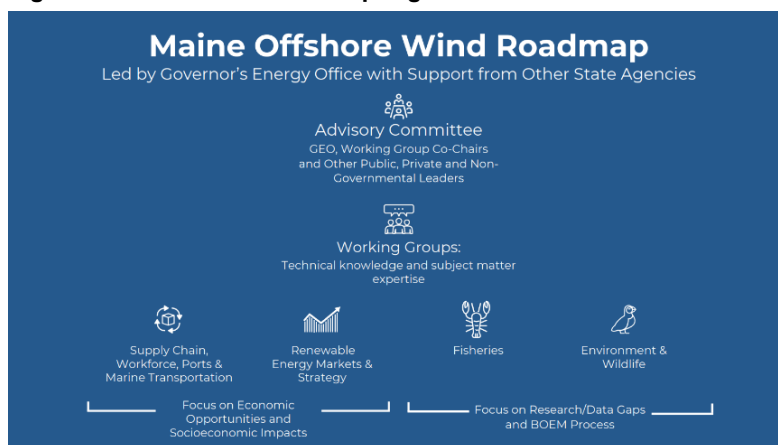 Maine Offshore Wind Roadmap
Led by Governor's Energy Office with Support from Other State Agencies
Advisory Committee
GEO, Working Group Co-Chairs
and Other Public, Private and Non-
Governmental Leaders
Working Groups:
Technical knowledge and subject matter
expertise
Supply Chain,
Workforce, Ports &
Marine Transportation
Renewable
Energy Markets &
Strategy
Fisheries
Environment &
Wildlife
Focus on Economic
Opportunities and
Socioeconomic Impacts
Focus on Research/Data Gaps
and BOEM Process